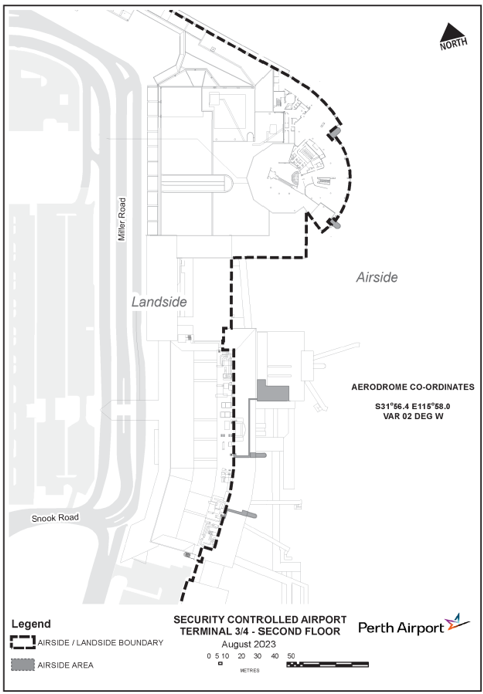 NORTH
Miller Road
Airside
Landside
AERODROME CO-ORDINATES
S31°56.4 E115°58.0
VAR 02 DEG W
Snook Road
Legend
AIRSIDE / LANDSIDE BOUNDARY
AIRSIDE AREA
SECURITY CONTROLLED AIRPORT
TERMINAL 3/4 - SECOND FLOOR
August 2023
0 5 10 20 30 40 50
METRES
Perth Airport